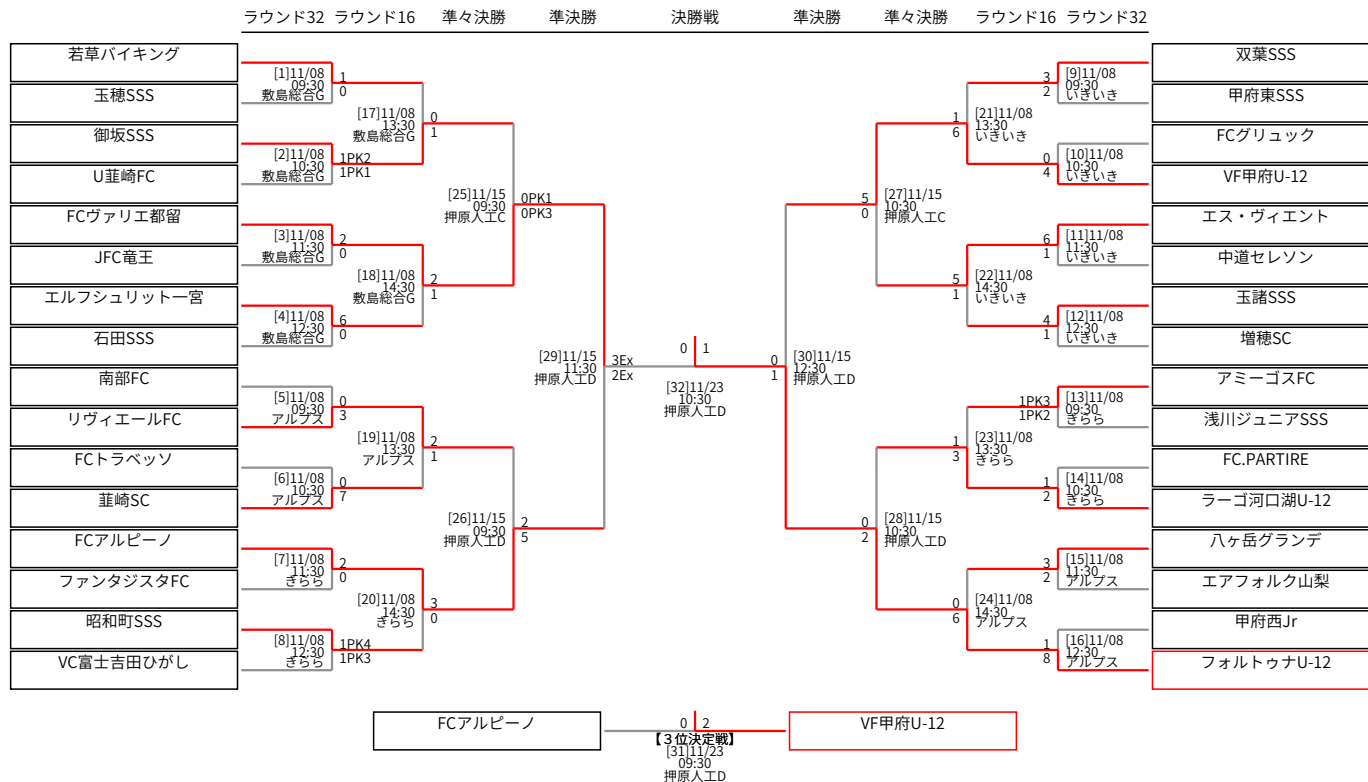 ラウンド32 ラウンド16 準々決勝 準決勝 決勝戦 準決勝 準々決勝 ラウンド16 ラウンド32
若草バイキング
玉穂SSS
御坂SSS
U韮崎FC
FCヴァリエ都留
JFC竜王
エルフシュリット一宮
石田SSS
南部FC
リヴィエールFC
FCトラベッソ
韮崎SC
FCアルピーノ
ファンタジスタFC
昭和町SSS
VC富士吉田ひがし
[1]11/08
09:30
敷島総合G
1
0
[2]11/08
10:30
敷島総合G
1PK2
1PK1
[3]11/08
11:30
敷島総合G
2
0
[4]11/08
12:30
敷島総合G
6
0
[5]11/08
09:30
アルプス
0
3
[6]11/08
10:30
アルプス
0
7
[7]11/08
11:30
きらら
2
0
[8]11/08
12:30
きらら
1PK4
1PK3
[17]11/08
13:30
敷島総合G
0
1
[18]11/08
14:30
敷島総合G
2
1
[19]11/08
13:30
アルプス
2
1
[20]11/08
14:30
きらら
3
0
[25]11/15
09:30
押原人工C
0PK1
0PK3
[26]11/15
09:30
押原人工D
2
5
[29]11/15
11:30
押原人工D
3Ex
2Ex
0 1
[32]11/23
10:30
押原人工D
0
1
[30]11/15
12:30
押原人工D
5
0
[27]11/15
10:30
押原人工C
0
2
[28]11/15
10:30
押原人工D
1
6
[21]11/08
13:30
いきいき
5
1
[22]11/08
14:30
いきいき
1
3
[23]11/08
13:30
きらら
0
6
[24]11/08
14:30
アルプス
3
2
[9]11/08
09:30
いきいき
0
4
[10]11/08
10:30
いきいき
6
1
[11]11/08
11:30
いきいき
4
1
[12]11/08
12:30
いきいき
1PK3
1PK2
[13]11/08
09:30
きらら
1
2
[14]11/08
10:30
きらら
3
2
[15]11/08
11:30
アルプス
1
8
[16]11/08
12:30
アルプス
双葉SSS
甲府東SSS
FCグリュック
VF甲府U-12
エス・ヴィエント
中道セレソン
玉諸SSS
増穂SC
アミーゴスFC
浅川ジュニアSSS
FC.PARTIRE
ラーゴ河口湖U-12
八ヶ岳グランデ
エアフォルク山梨
甲府西Jr
フォルトゥナU-12
FCアルピーノ
0 2
VF甲府U-12
【３位決定戦】
[31]11/23
09:30
押原人工D